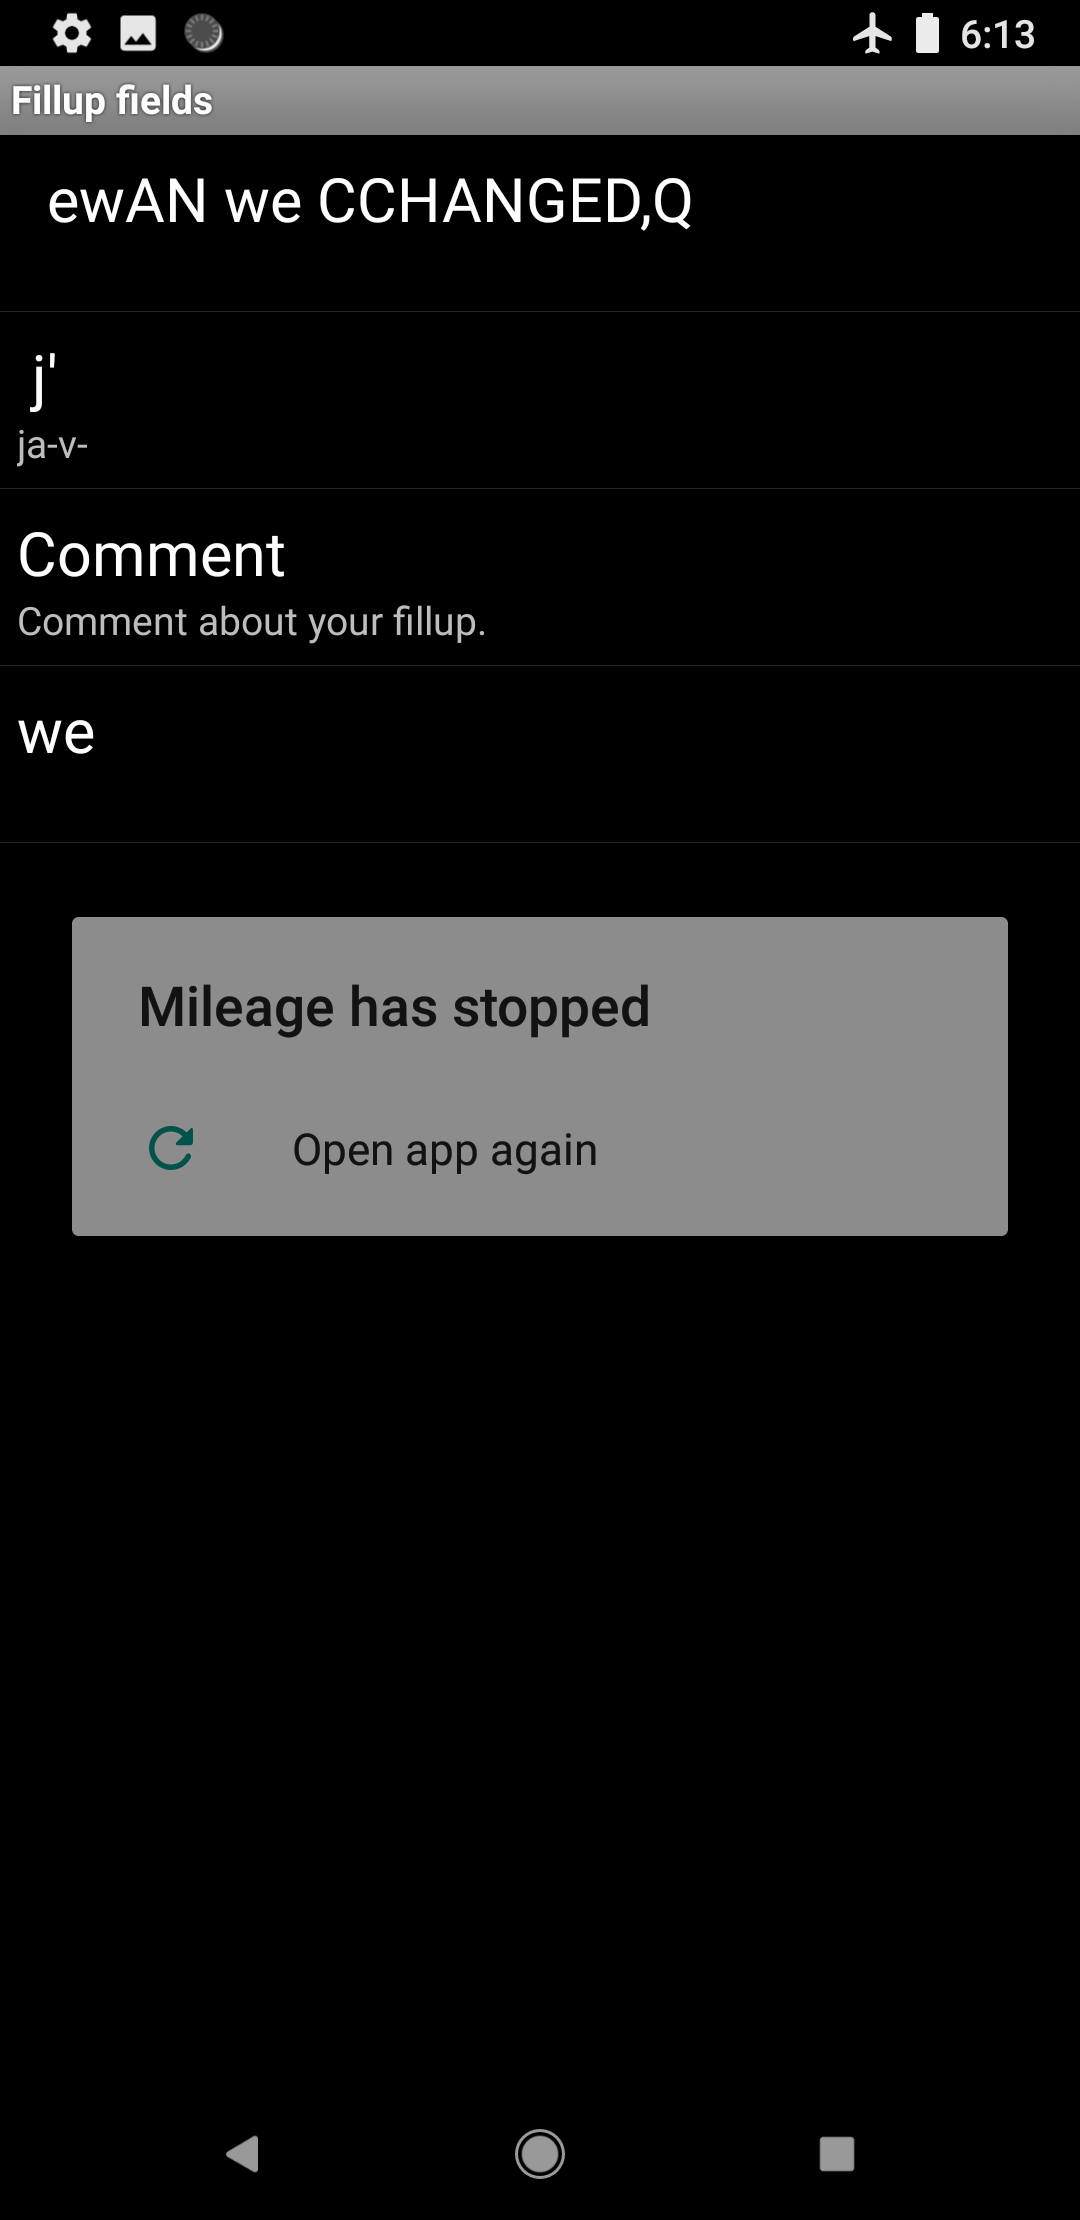 6:13
Fillup fields
ewAN we CCHANGED,Q
j'
ja-v-
Comment
Comment about your fillup.
we
Mileage has stopped
Open app again